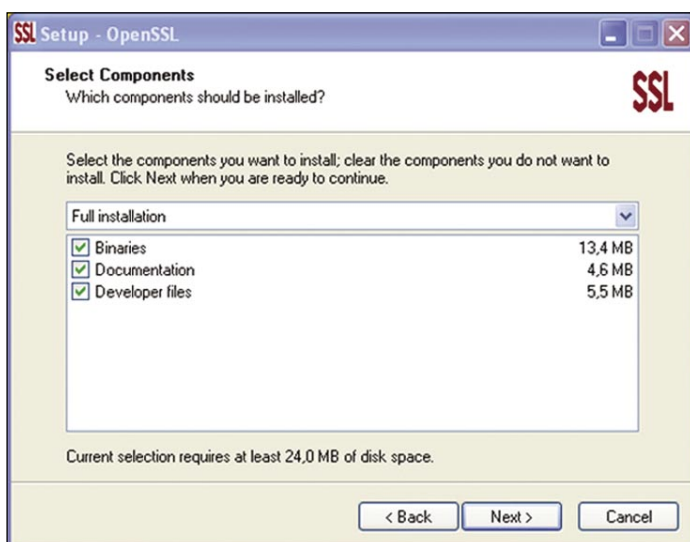 SSL Setup - OpenSSL
Select Components
Which components should be installed?
SSL
Select the components you want to install; clear the components you do not want to
install. Click Next when you are ready to continue.
Full installation
Binaries 13,4 MB
Documentation 4,6 MB
Developer files 5,5 MB
Current selection requires at least 24,0 MB of disk space.
< Back Next > Cancel